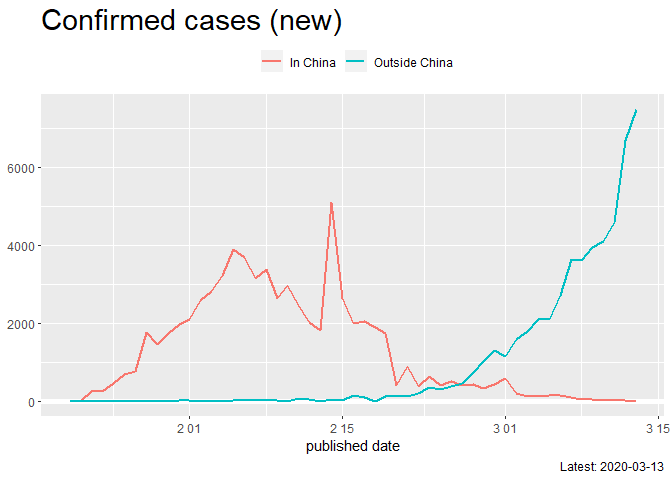 Confirmed cases (new)
In China Outside China
6000
4000
2000
0
2 01 2 15 3 01 3 15
published date
Latest: 2020-03-13